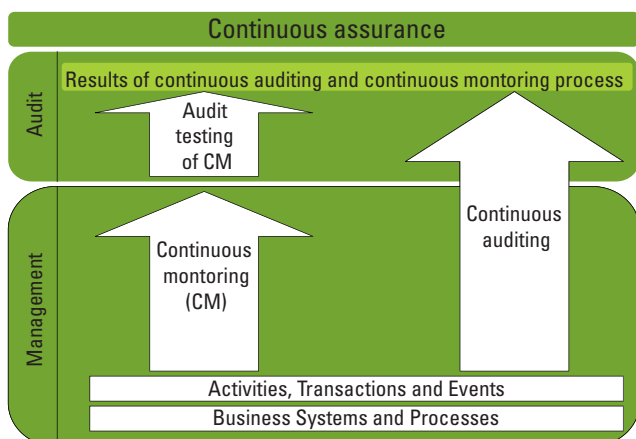 Continuous assurance
Audit
Results of continuous auditing and continuous montoring process
Audit
testing
of CM
Management
Continuous
montoring
(CM)
Continuous
auditing
Activities, Transactions and Events
Business Systems and Processes